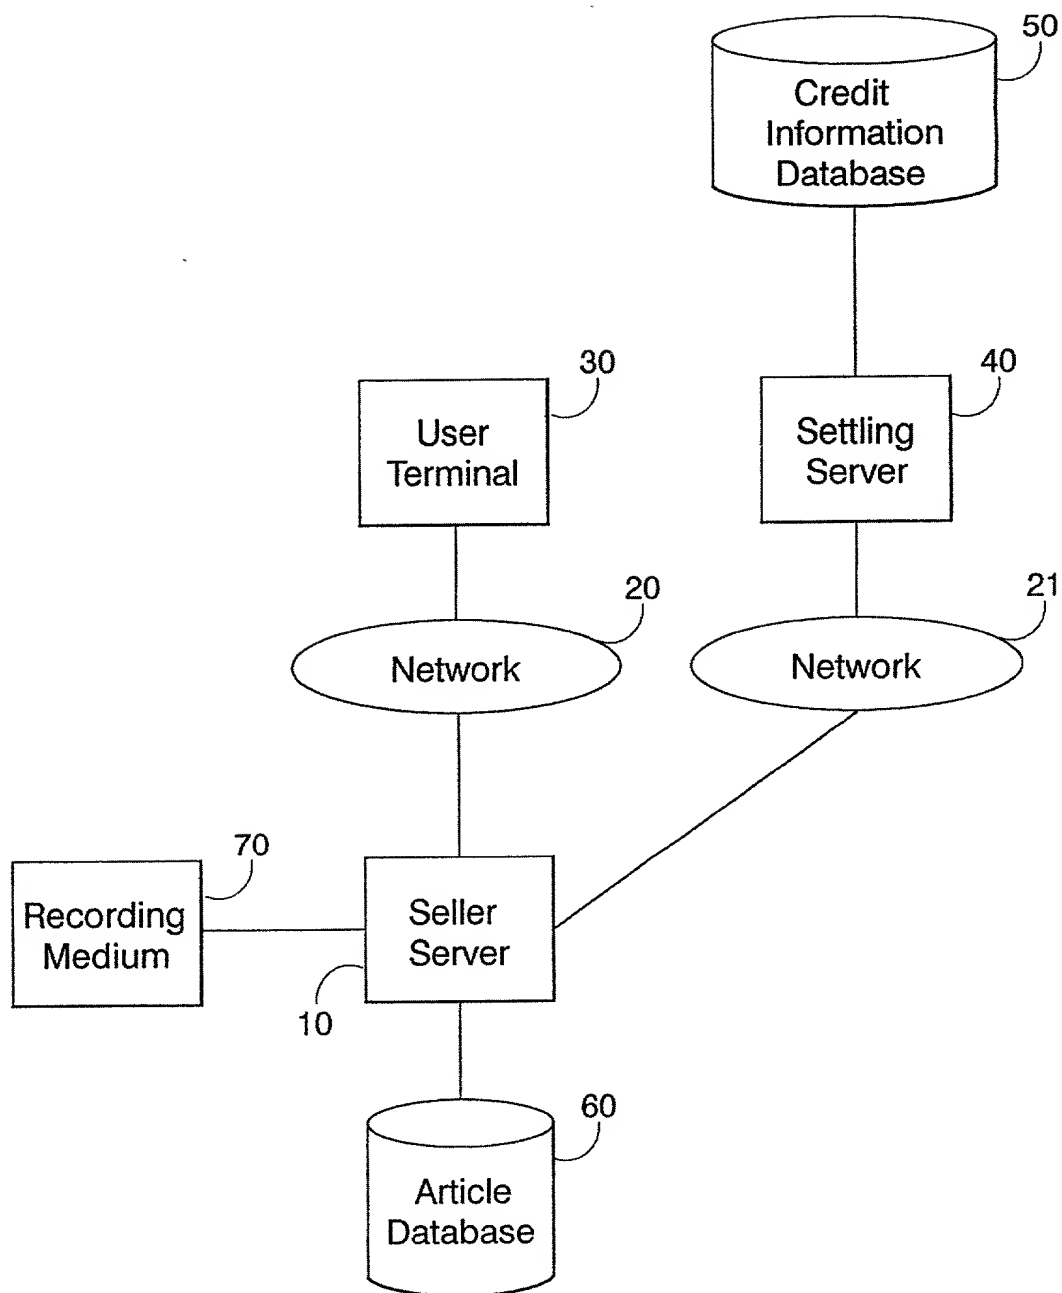 50
Credit
Information
Database
30
40
User
Terminal
Settling
Server
20
21
Network
Network
70
Recording
Medium
Seller
Server
10
60
Article
Database